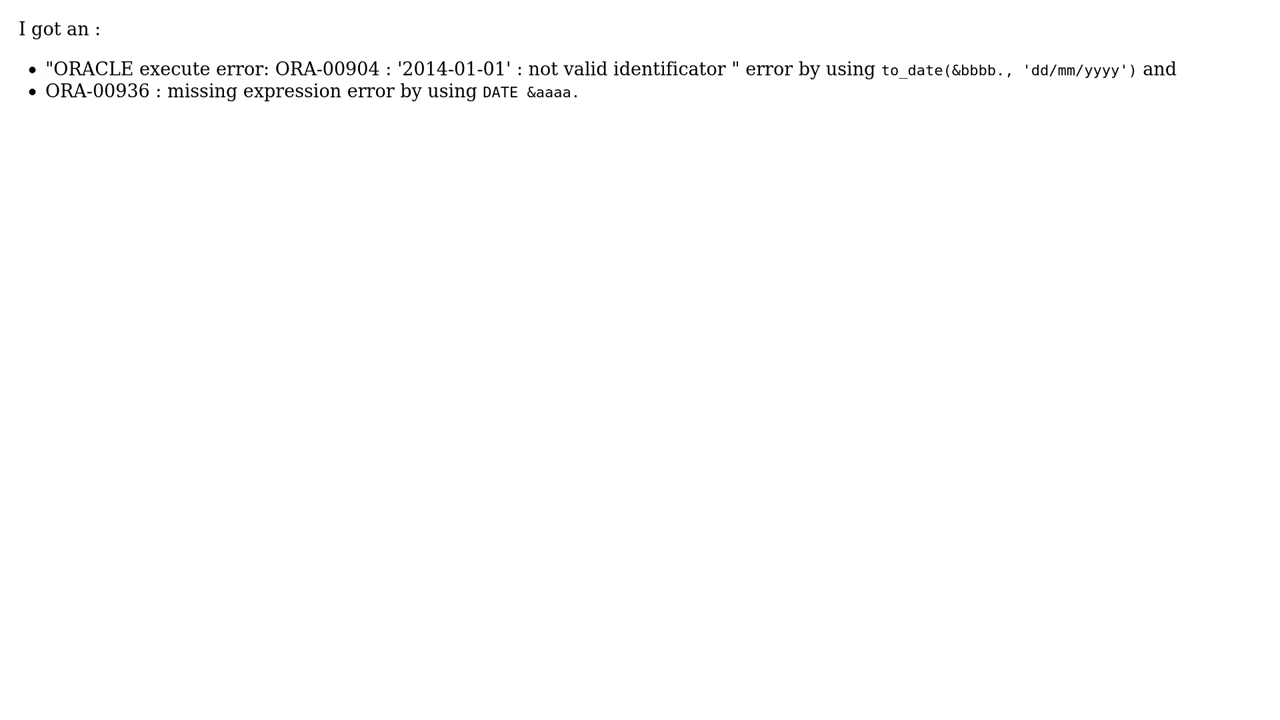 I got an :
• "ORACLE execute error: ORA-00904 : '2014-01-01' : not valid identificator " error by using to_date(&bbbb., 'dd/mm/yyyy') and
• ORA-00936 : missing expression error by using DATE &aaaa.